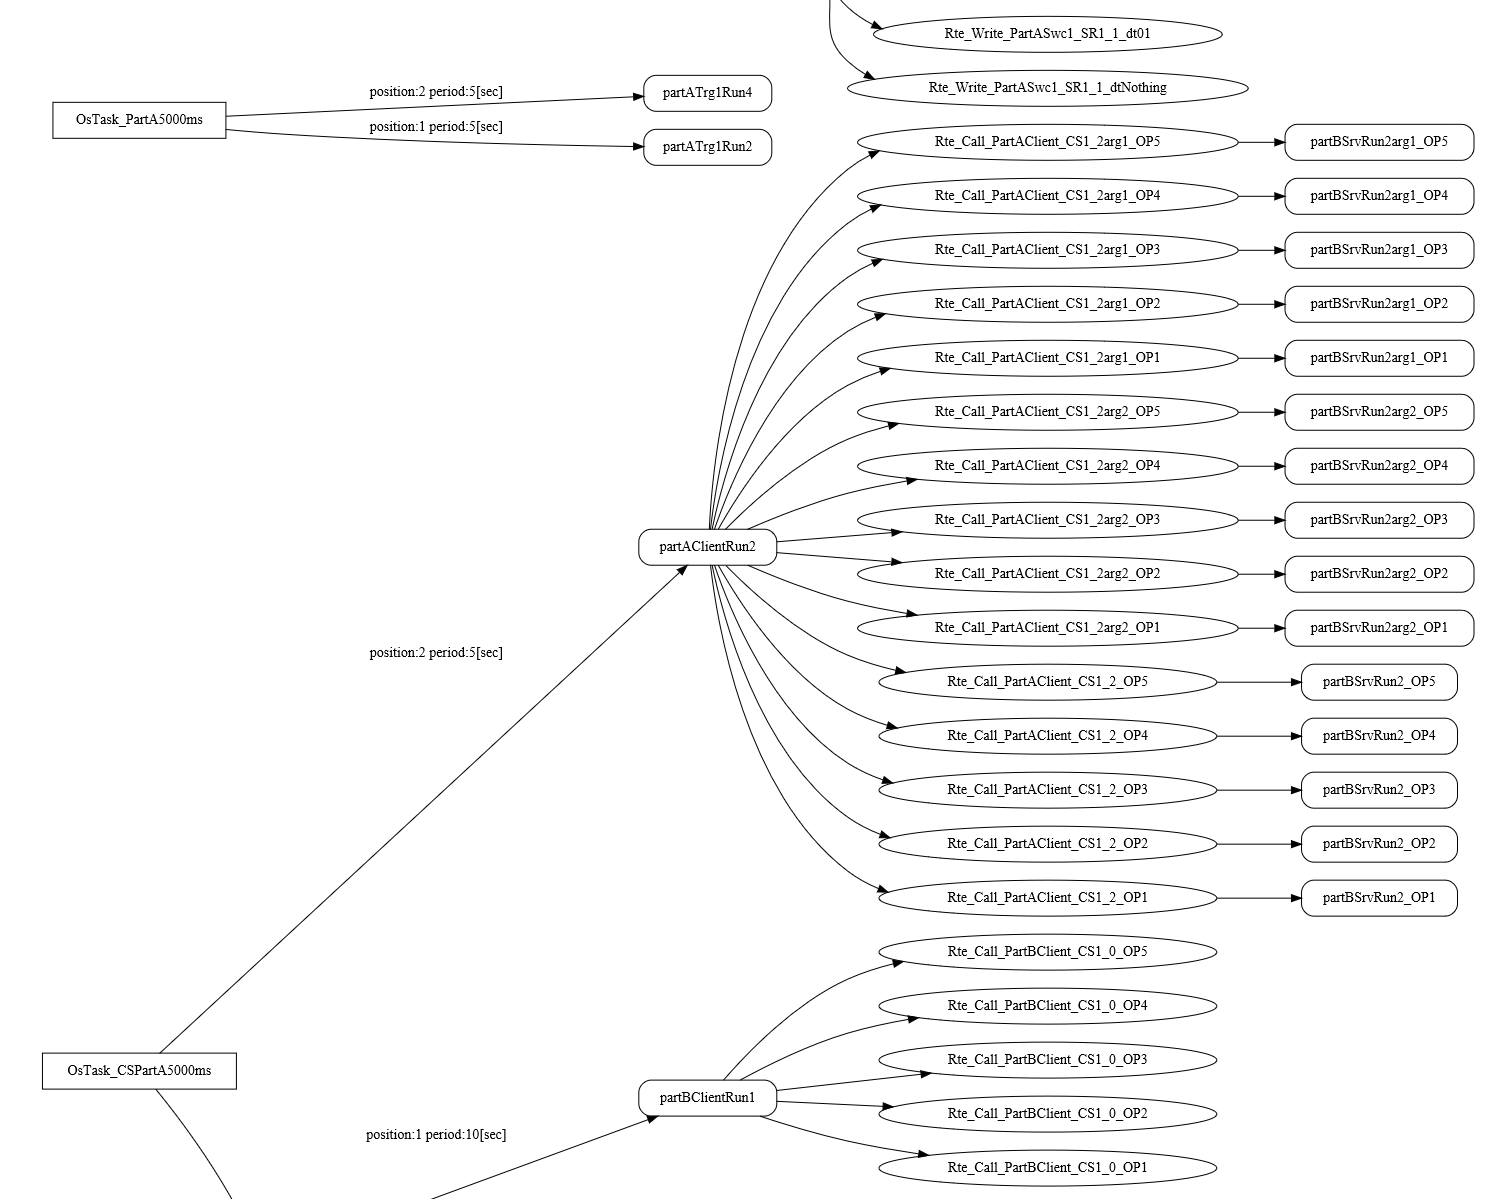 Rte_Write_PartASwc1_SR1_1_dt01
Rte_Write_PartASwc1_SR1_1_dtNothing
OsTask_PartA5000ms
position:2 period:5[sec]
partATrg1Run4
position:1 period:5[sec]
partATrg1Run2
Rte_Call_PartAClient_CS1_2arg1_OP5
partBSrvRun2arg1_OP5
Rte_Call_PartAClient_CS1_2arg1_OP4
partBSrvRun2arg1_OP4
Rte_Call_PartAClient_CS1_2arg1_OP3
partBSrvRun2arg1_OP3
Rte_Call_PartAClient_CS1_2arg1_OP2
partBSrvRun2arg1_OP2
Rte_Call_PartAClient_CS1_2arg1_OP1
partBSrvRun2arg1_OP1
Rte_Call_PartAClient_CS1_2arg2_OP5
partBSrvRun2arg2_OP5
Rte_Call_PartAClient_CS1_2arg2_OP4
partBSrvRun2arg2_OP4
Rte_Call_PartAClient_CS1_2arg2_OP3
partBSrvRun2arg2_OP3
partAClientRun2
Rte_Call_PartAClient_CS1_2arg2_OP2
partBSrvRun2arg2_OP2
Rte_Call_PartAClient_CS1_2arg2_OP1
partBSrvRun2arg2_OP1
position:2 period:5[sec]
Rte_Call_PartAClient_CS1_2_OP5
partBSrvRun2_OP5
Rte_Call_PartAClient_CS1_2_OP4
partBSrvRun2_OP4
Rte_Call_PartAClient_CS1_2_OP3
partBSrvRun2_OP3
Rte_Call_PartAClient_CS1_2_OP2
partBSrvRun2_OP2
Rte_Call_PartAClient_CS1_2_OP1
partBSrvRun2_OP1
Rte_Call_PartBClient_CS1_0_OP5
Rte_Call_PartBClient_CS1_0_OP4
Rte_Call_PartBClient_CS1_0_OP3
OsTask_CSPartA5000ms
partBClientRun1
Rte_Call_PartBClient_CS1_0_OP2
position:1 period:10[sec]
Rte_Call_PartBClient_CS1_0_OP1